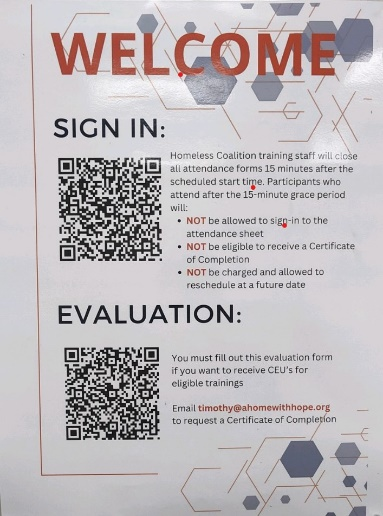 WELCOME
SIGN IN:
Homeless Coalition training staff will close
all attendance forms 15 minutes after the
scheduled start time. Participants who
attend after the 15-minute grace period
will:
• NOT be allowed to sign-in to the
attendance sheet
• NOT be eligible to receive a Certificate
of Completion
• NOT be charged and allowed to
reschedule at a future date
EVALUATION:
You must fill out this evaluation form
if you want to receive CEU's for
eligible trainings
Email timothy@ahomewithhope.org
to request a Certificate of Completion